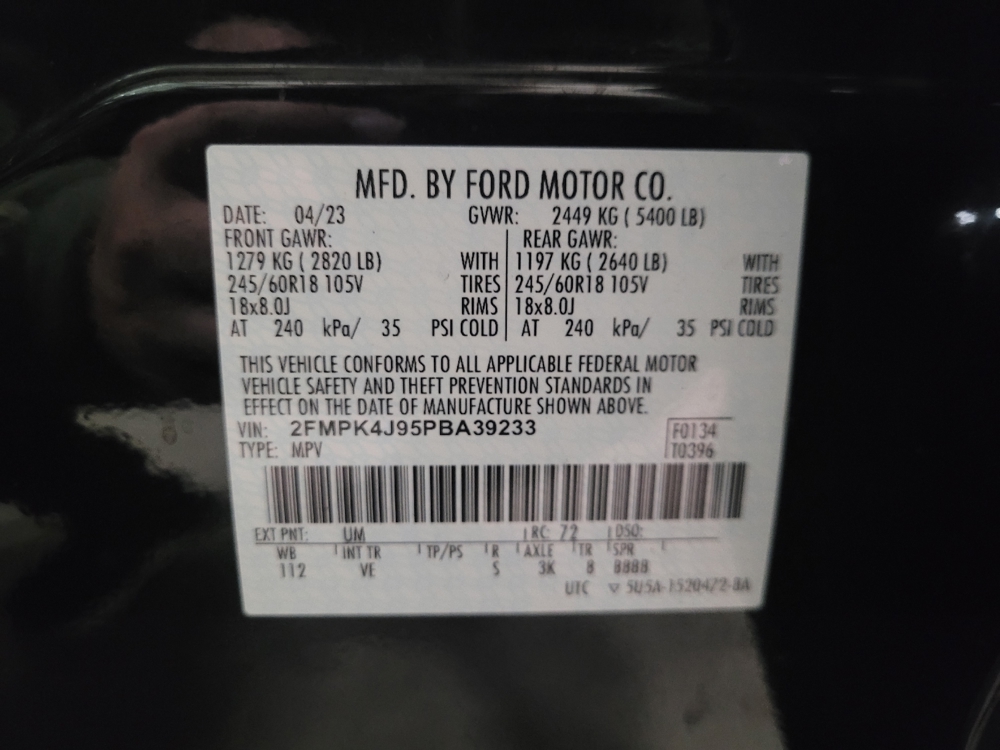 MFD. BY FORD MOTOR CO.
DATE: 04/23 GVWR: 2449 KG ( 5400 LB)
FRONT GAWR: REAR GAWR:
1279 KG ( 2820 LB) WITH 1197 KG ( 2640 LB) WITH
245/60R18 105V TIRES 245/60R18 105V TIRES
18x8.0J RIMS 18x8.0J RIMS
AT 240 kPa/ 35 PSI COLD AT 240 kPa/ 35 PSI COLD
THIS VEHICLE CONFORMS TO ALL APPLICABLE FEDERAL MOTOR
VEHICLE SAFETY AND THEFT PREVENTION STANDARDS IN
EFFECT ON THE DATE OF MANUFACTURE SHOWN ABOVE.
VIN: 2FMPK4J95PBA39233 F0134
TYPE: MPV T0396
EXT PNT: UM RC: 72 DSO:
WB INT TR TP/PS R AXLE TR SPR
112 VE S 3K 8 8888
UTC